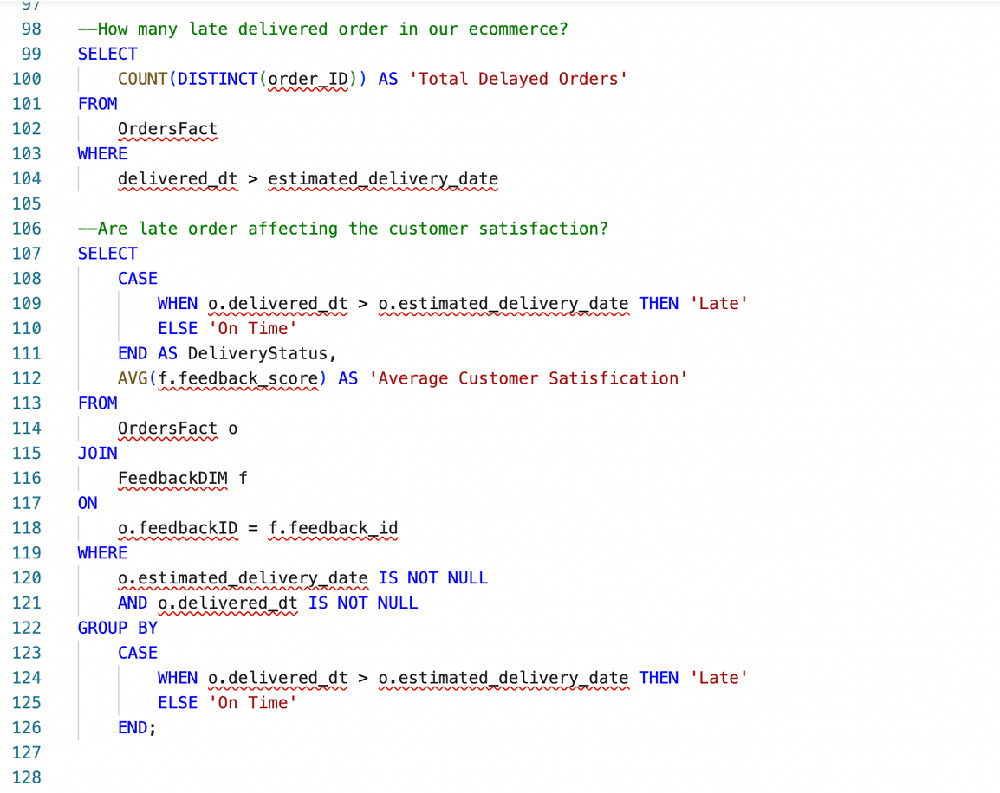 97
98 --How many late delivered order in our ecommerce?
99 SELECT
100 COUNT(DISTINCT(order_ID)) AS 'Total Delayed Orders'
101 FROM
102 OrdersFact
103 WHERE
104 delivered_dt > estimated_delivery_date
105
106 --Are late order affecting the customer satisfaction?
107 SELECT
108 CASE
109 WHEN o.delivered_dt > o.estimated_delivery_date THEN 'Late'
110 ELSE 'On Time'
111 END AS DeliveryStatus,
112 AVG(f.feedback_score) AS 'Average Customer Satisfication'
113 FROM
114 OrdersFact o
115 JOIN
116 FeedbackDIM f
117 ON
118 o.feedbackID = f.feedback_id
119 WHERE
120 o.estimated_delivery_date IS NOT NULL
121 AND o.delivered_dt IS NOT NULL
122 GROUP BY
123 CASE
124 WHEN o.delivered_dt > o.estimated_delivery_date THEN 'Late'
125 ELSE 'On Time'
126 END;
127
128